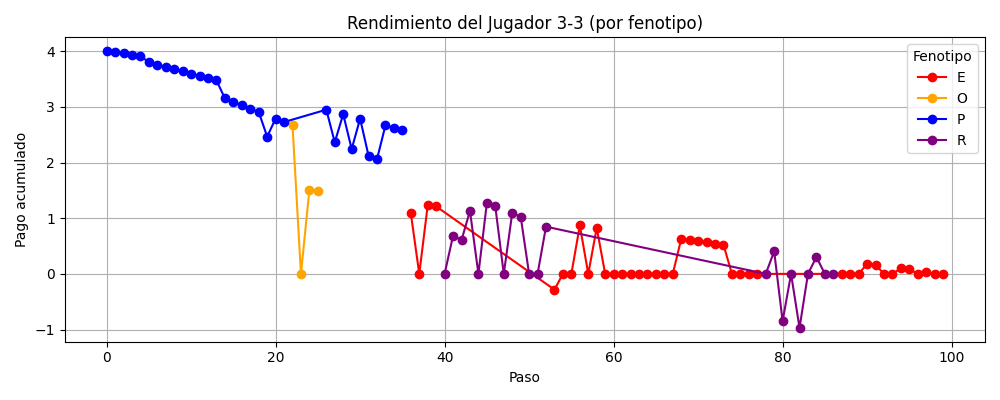 Rendimiento del Jugador 3-3 (por fenotipo)
Pago acumulado
4
3
2
1
0
−1
Fenotipo
E
O
P
R
0
20
40
60
80
100
Paso